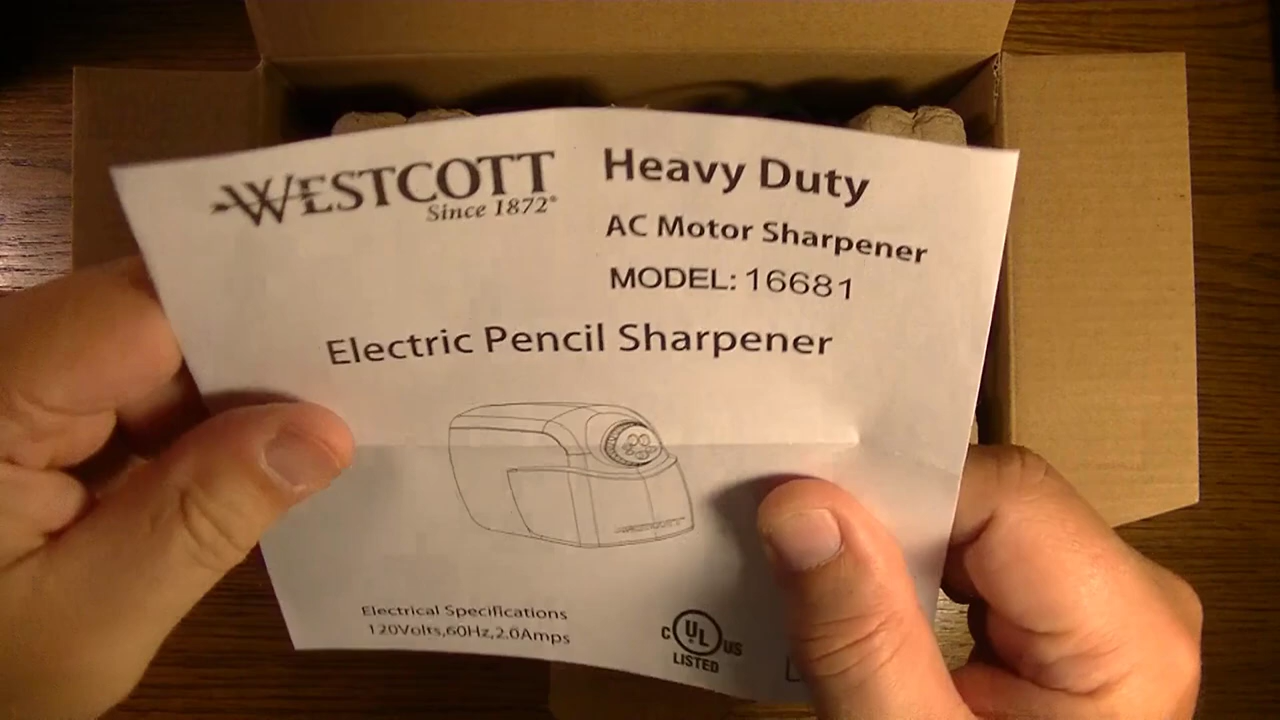 WESTCOTT
Since 1872®
Heavy Duty
AC Motor Sharpener
MODEL: 16681
Electric Pencil Sharpener
WESTCOTT
Electrical Specifications
120Volts,60Hz,2.0Amps
C UL US
LISTED